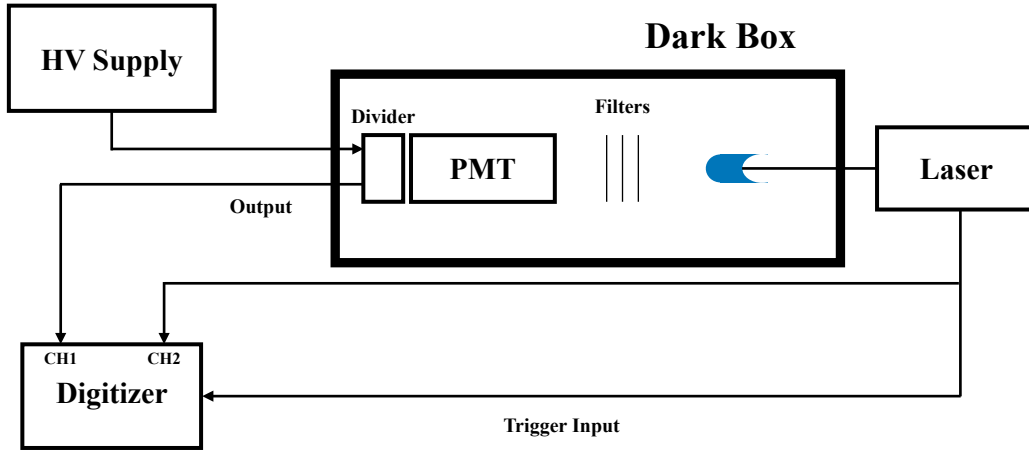 Dark Box
HV Supply
Divider
Filters
PMT
Laser
Output
CH1
CH2
Digitizer
Trigger Input